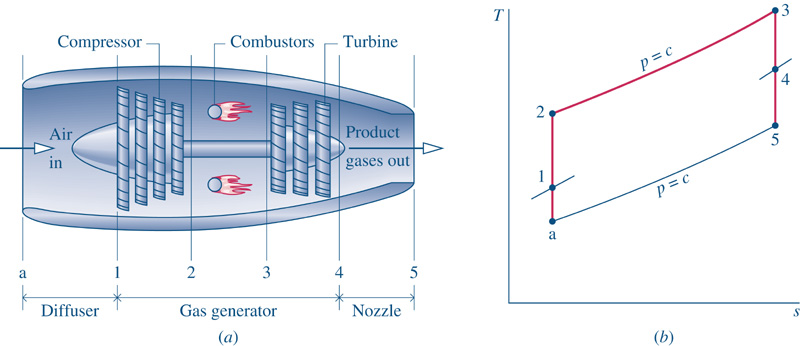 Compressor
Combustors
Turbine
Air
in
Product
gases out
a
1
2
3
4
5
Diffuser
Gas generator
Nozzle
(a)
T
3
p = c
4
2
5
1
p = c
a
s
(b)